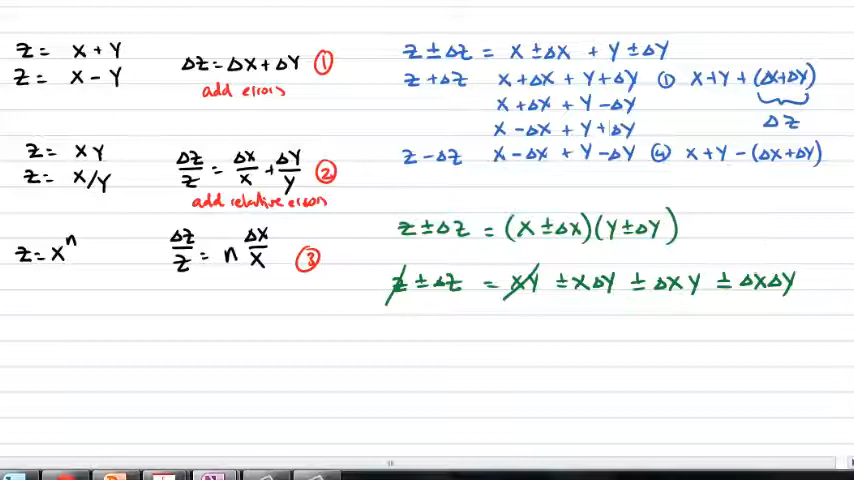 Z = X + Y
Z = X - Y
ΔZ = ΔX + ΔY ①
add errors
Z = XY
Z = X/Y
ΔZ/Z = ΔX/X + ΔY/Y ②
add relative errors
Z = Xⁿ
ΔZ/Z = n ΔX/X ③
Z ± ΔZ = X ± ΔX + Y ± ΔY
Z + ΔZ X + ΔX + Y + ΔY ① X + Y + (ΔX + ΔY)
X + ΔX + Y - ΔY
ΔZ
X - ΔX + Y + ΔY
Z - ΔZ X - ΔX + Y - ΔY ④ X + Y - (ΔX + ΔY)
Z ± ΔZ = (X ± ΔX)(Y ± ΔY)
Z ± ΔZ = XY ± XΔY ± ΔXY ± ΔXΔY